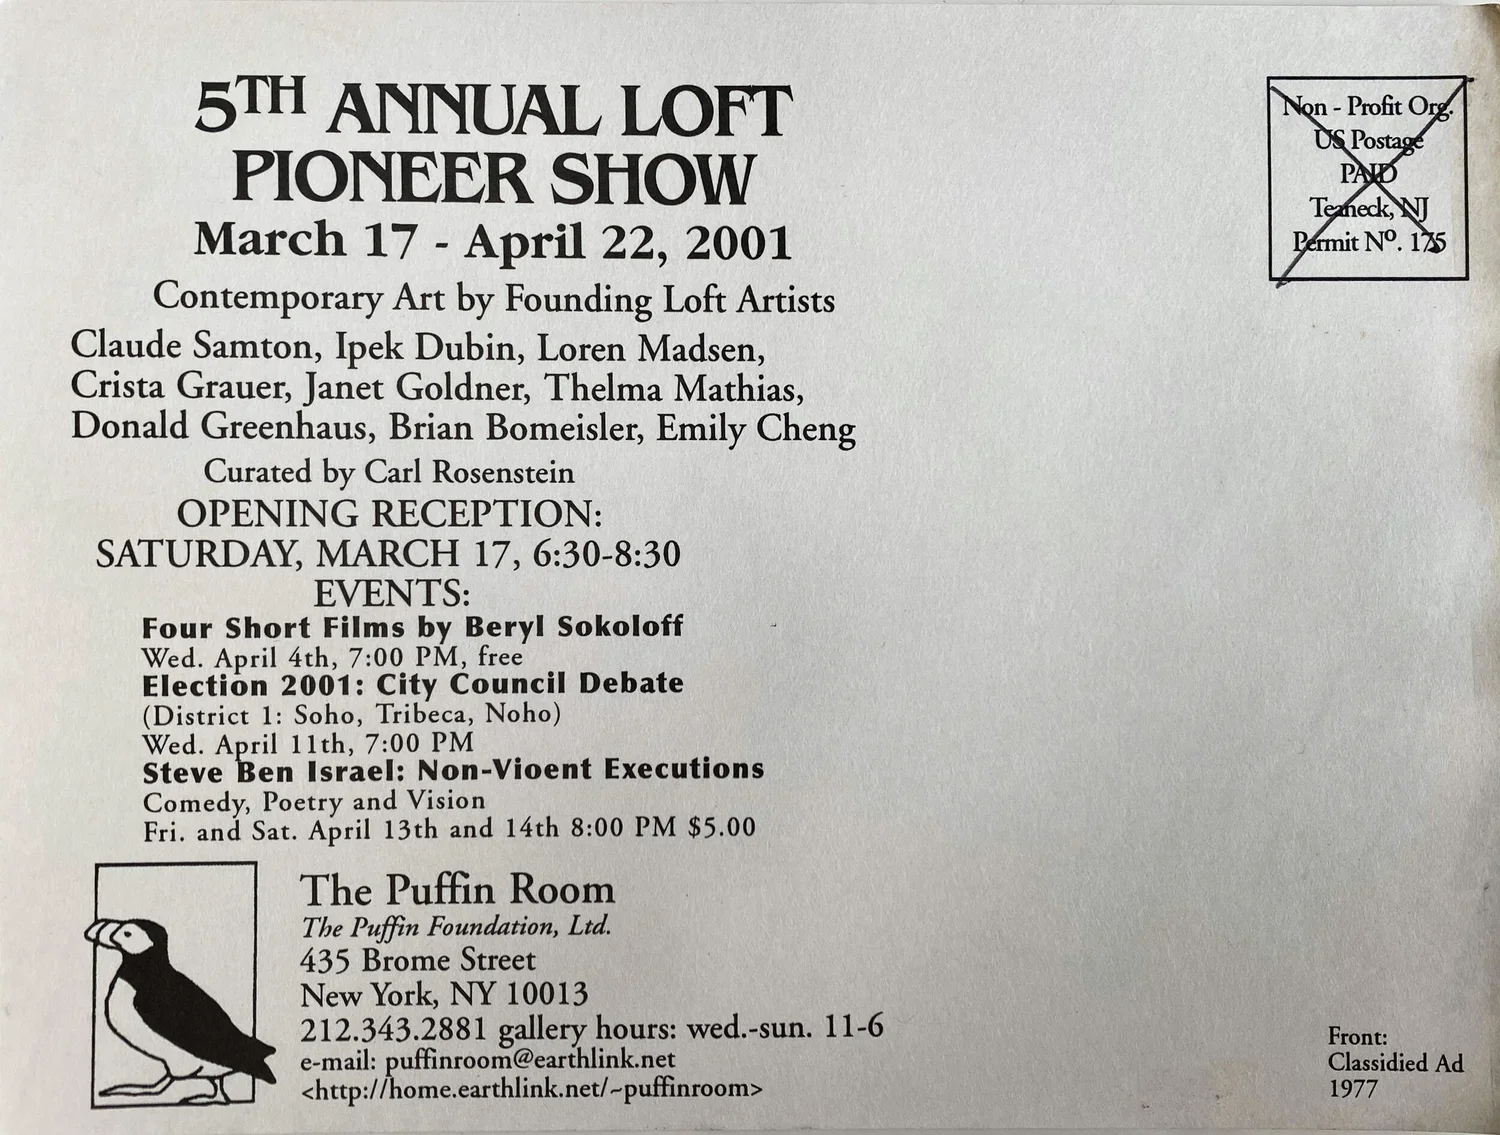 5TH ANNUAL LOFT
PIONEER SHOW
March 17 - April 22, 2001
Contemporary Art by Founding Loft Artists
Claude Samton, Ipek Dubin, Loren Madsen,
Crista Grauer, Janet Goldner, Thelma Mathias,
Donald Greenhaus, Brian Bomeisler, Emily Cheng
Curated by Carl Rosenstein
OPENING RECEPTION:
SATURDAY, MARCH 17, 6:30-8:30
EVENTS:
Four Short Films by Beryl Sokoloff
Wed. April 4th, 7:00 PM, free
Election 2001: City Council Debate
(District 1: Soho, Tribeca, Noho)
Wed. April 11th, 7:00 PM
Steve Ben Israel: Non-Vioent Executions
Comedy, Poetry and Vision
Fri. and Sat. April 13th and 14th 8:00 PM $5.00
The Puffin Room
The Puffin Foundation, Ltd.
435 Brome Street
New York, NY 10013
212.343.2881 gallery hours: wed.-sun. 11-6
e-mail: puffinroom@earthlink.net
<http://home.earthlink.net/~puffinroom>
Non - Profit Org.
US Postage
PAID
Teaneck, NJ
Permit Nº. 175
Front:
Classidied Ad
1977